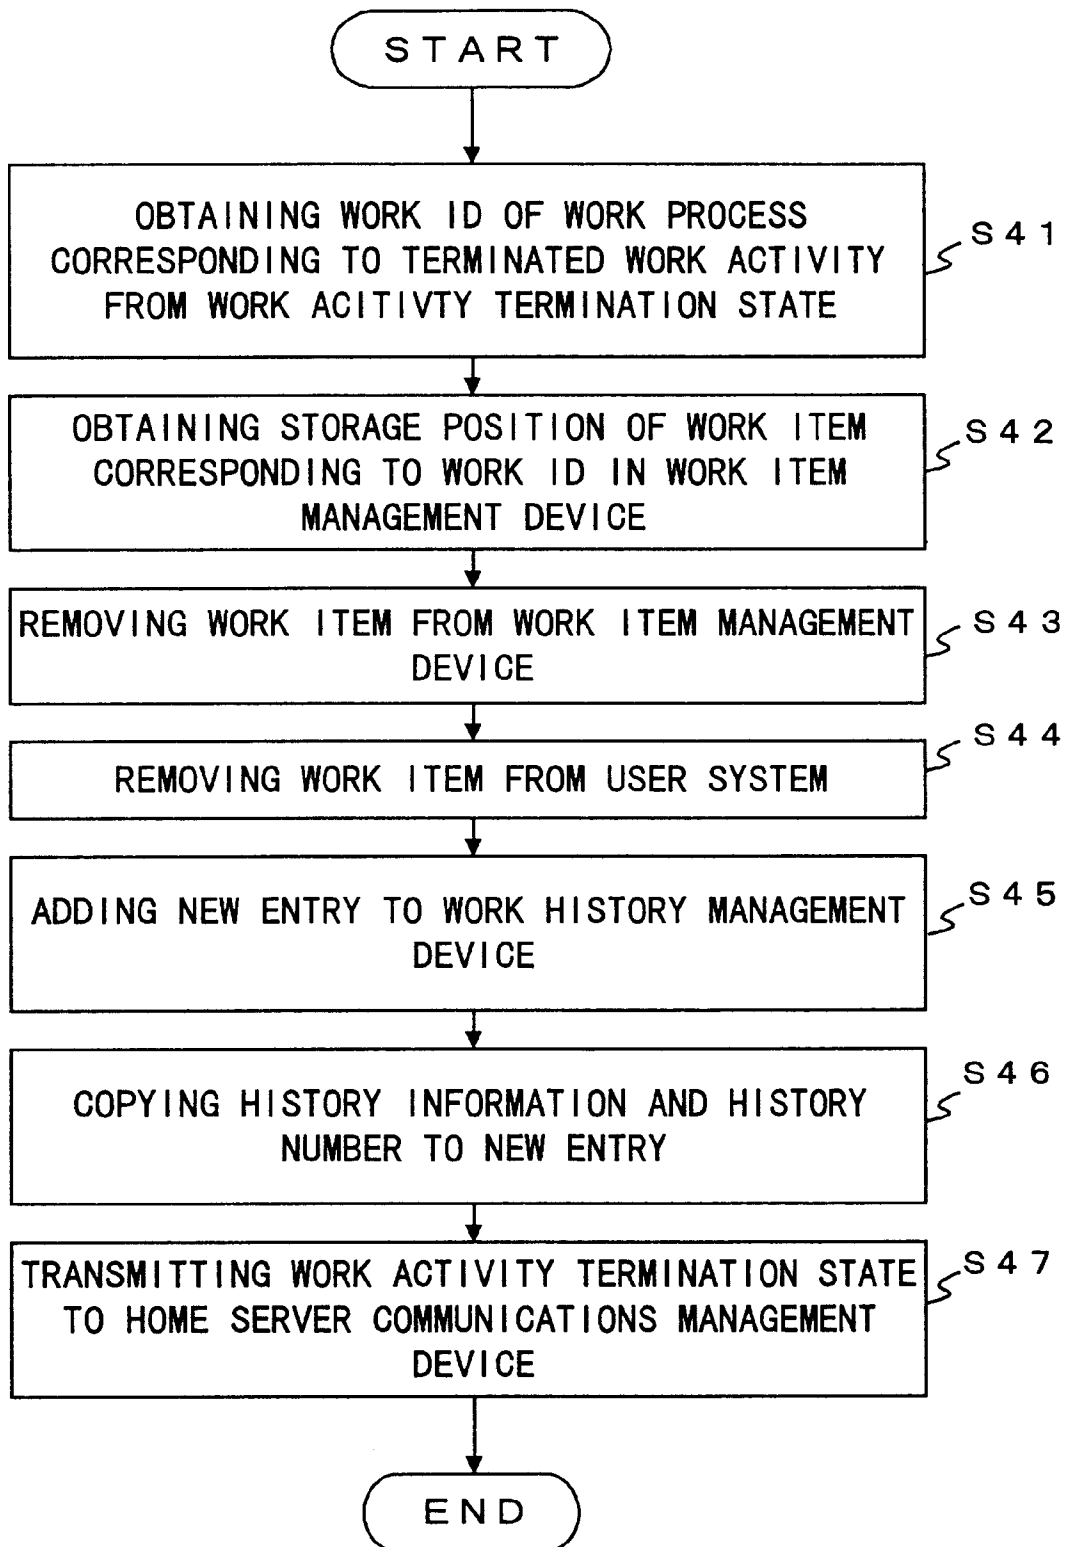 START
OBTAINING WORK ID OF WORK PROCESS
CORRESPONDING TO TERMINATED WORK ACTIVITY
FROM WORK ACITIVTY TERMINATION STATE
S41
OBTAINING STORAGE POSITION OF WORK ITEM
CORRESPONDING TO WORK ID IN WORK ITEM
MANAGEMENT DEVICE
S42
REMOVING WORK ITEM FROM WORK ITEM MANAGEMENT
DEVICE
S43
REMOVING WORK ITEM FROM USER SYSTEM
S44
ADDING NEW ENTRY TO WORK HISTORY MANAGEMENT
DEVICE
S45
COPYING HISTORY INFORMATION AND HISTORY
NUMBER TO NEW ENTRY
S46
TRANSMITTING WORK ACTIVITY TERMINATION STATE
TO HOME SERVER COMMUNICATIONS MANAGEMENT
DEVICE
S47
END